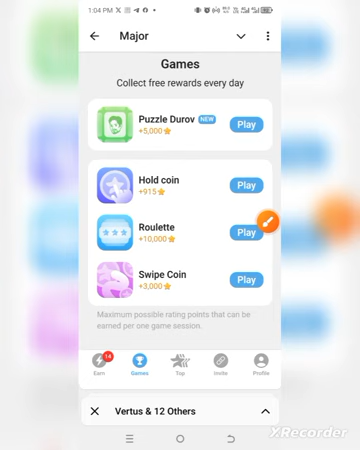 1:04 PM
Major
Games
Collect free rewards every day
Puzzle Durov NEW
+5,000
Play
Hold coin
+915
Play
Roulette
+10,000
Play
Swipe Coin
+3,000
Play
Maximum possible rating points that can be
earned per one game session.
14
Earn
Games
Top
Invite
Profile
Vertus & 12 Others
XRecorder